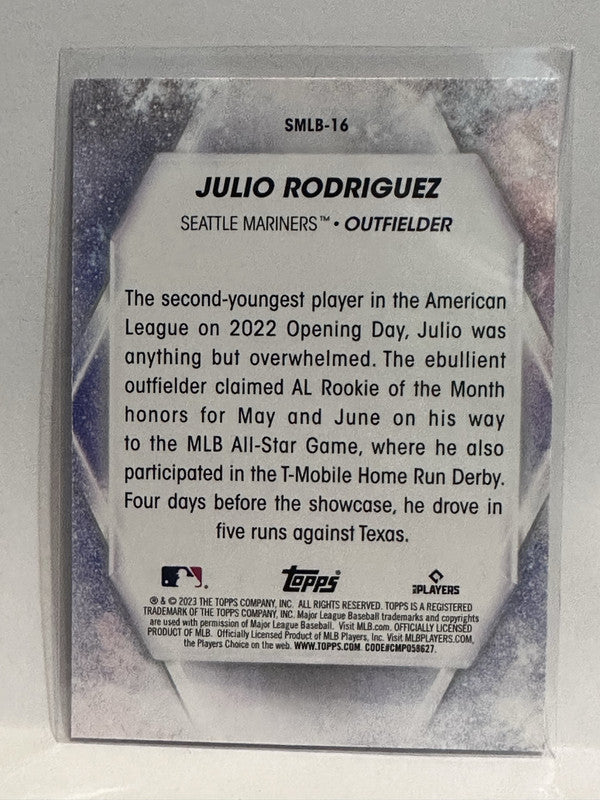 SMLB-16
JULIO RODRIGUEZ
SEATTLE MARINERS™ • OUTFIELDER
The second-youngest player in the American
League on 2022 Opening Day, Julio was
anything but overwhelmed. The ebullient
outfielder claimed AL Rookie of the Month
honors for May and June on his way
to the MLB All-Star Game, where he also
participated in the T-Mobile Home Run Derby.
Four days before the showcase, he drove in
five runs against Texas.
TOPPS
MLB PLAYERS
® & © 2023 THE TOPPS COMPANY, INC. ALL RIGHTS RESERVED. TOPPS IS A REGISTERED
TRADEMARK OF THE TOPPS COMPANY, INC. Major League Baseball trademarks and copyrights
are used with permission of Major League Baseball. Visit MLB.com. OFFICIALLY LICENSED
PRODUCT OF MLB. Officially Licensed Product of MLB Players, Inc. Visit MLBPLAYERS.COM,
the Players Choice on the web. WWW.TOPPS.COM. CODE#CMP058627.